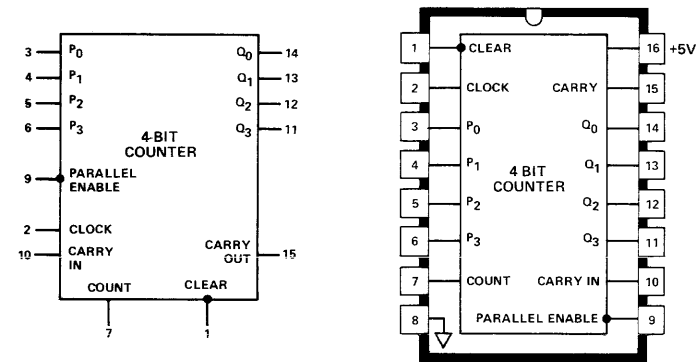 3 P0 Q0 14
4 P1 Q1 13
5 P2 Q2 12
6 P3 Q3 11
4-BIT
COUNTER
9 PARALLEL
ENABLE
2 CLOCK
10 CARRY
IN
CARRY
OUT 15
COUNT CLEAR
7 1
1 CLEAR 16 +5V
2 CLOCK CARRY 15
3 P0 Q0 14
4 P1 Q1 13
4 BIT
COUNTER
5 P2 Q2 12
6 P3 Q3 11
7 COUNT CARRY IN 10
8 PARALLEL ENABLE 9